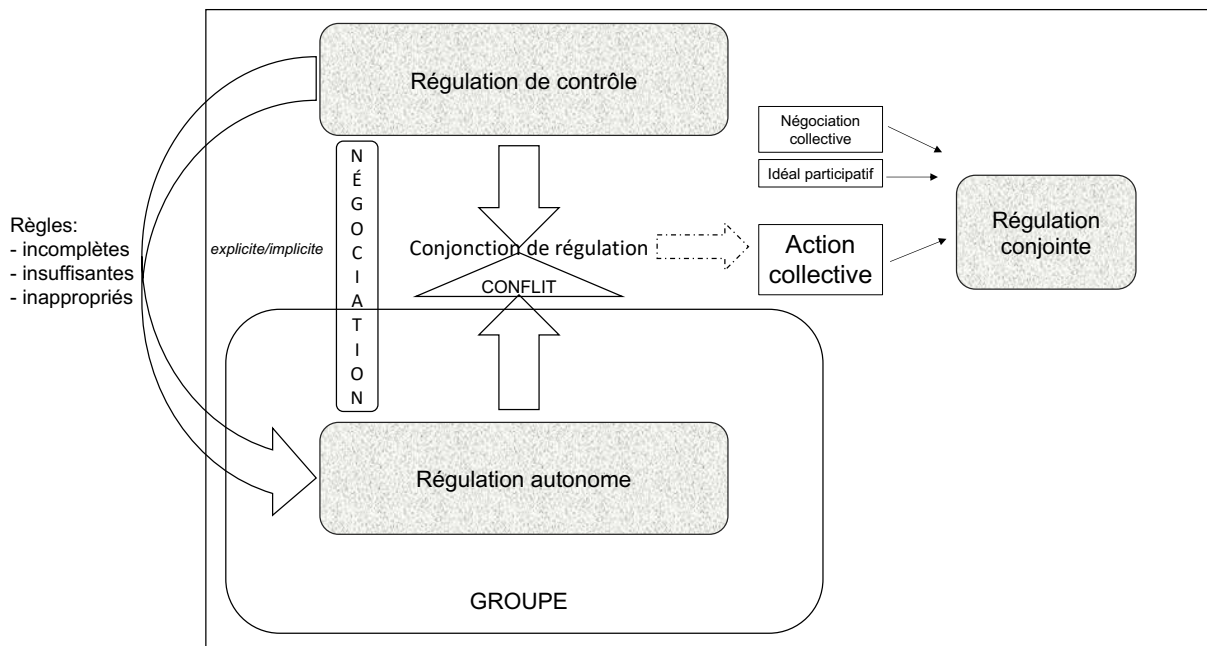 Régulation de contrôle
Négociation
collective
Idéal participatif
Régulation
conjointe
Règles:
- incomplètes
- insuffisantes
- inappropriés
explicite/implicite
NÉGOCIATION
Conjonction de régulation
CONFLIT
Action
collective
Régulation autonome
GROUPE